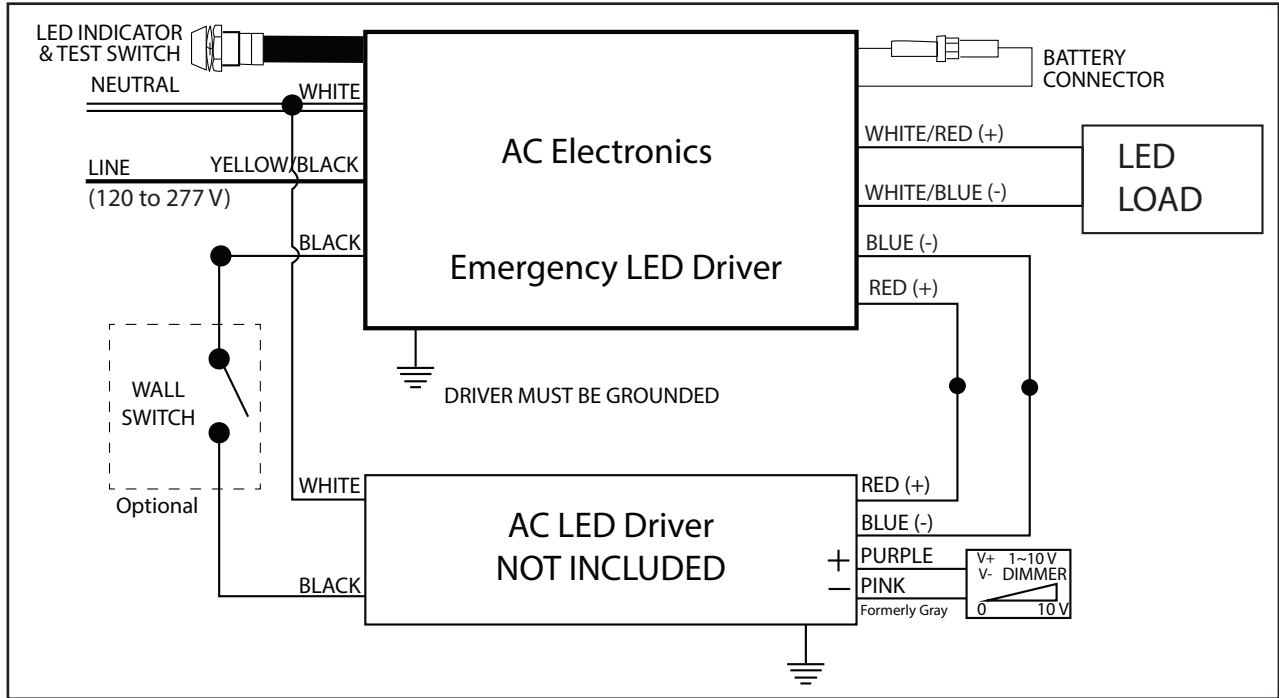 LED INDICATOR
& TEST SWITCH
NEUTRAL
WHITE
LINE
YELLOW/BLACK
(120 to 277 V)
BLACK
WALL
SWITCH
Optional
AC Electronics
Emergency LED Driver
DRIVER MUST BE GROUNDED
BATTERY
CONNECTOR
WHITE/RED (+)
WHITE/BLUE (-)
LED
LOAD
BLUE (-)
RED (+)
WHITE
BLACK
AC LED Driver
NOT INCLUDED
RED (+)
BLUE (-)
+ PURPLE
− PINK
Formerly Gray
V+ 1~10 V
V- DIMMER
0 10 V